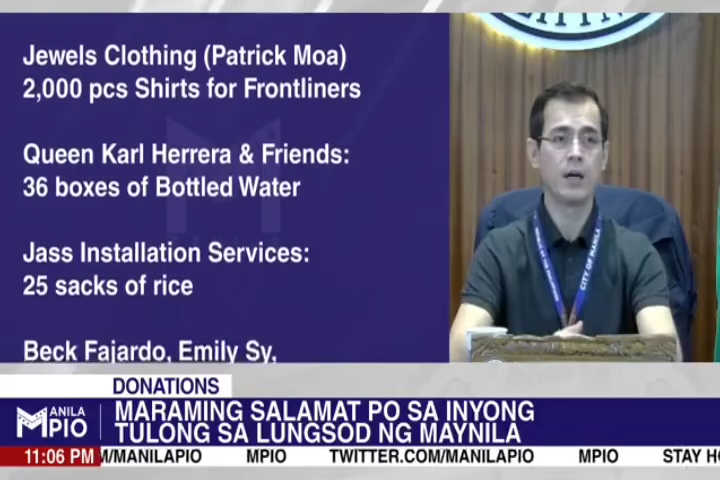 Jewels Clothing (Patrick Moa)
2,000 pcs Shirts for Frontliners
Queen Karl Herrera & Friends:
36 boxes of Bottled Water
Jass Installation Services:
25 sacks of rice
Beck Fajardo, Emily Sy,
CITY OF MANILA
DONATIONS
MANILA
MPIO
MARAMING SALAMAT PO SA INYONG
TULONG SA LUNGSOD NG MAYNILA
11:06 PM
M/MANILAPIO MPIO TWITTER.COM/MANILAPIO MPIO STAY HO